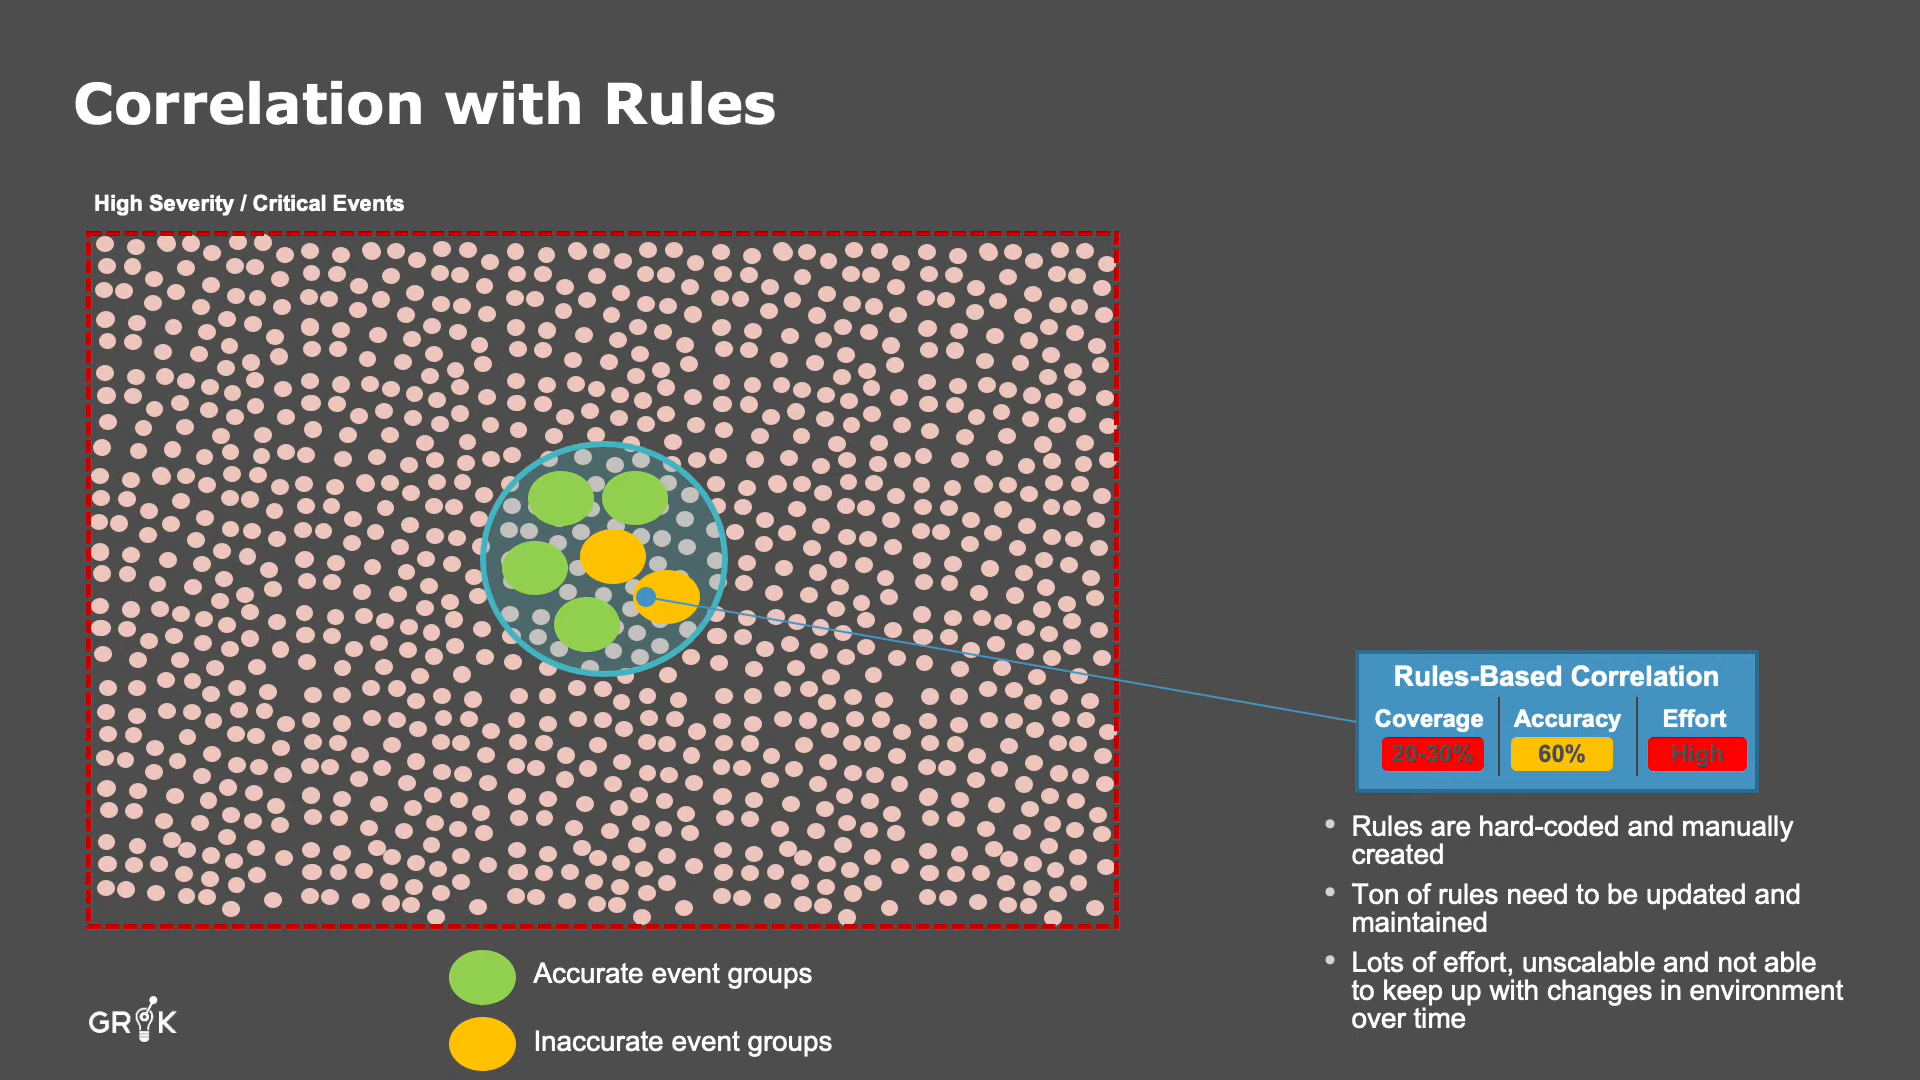 Correlation with Rules
High Severity / Critical Events
Rules-Based Correlation
Coverage Accuracy Effort
20-30% 60% High
• Rules are hard-coded and manually
created
• Ton of rules need to be updated and
maintained
• Lots of effort, unscalable and not able
to keep up with changes in environment
over time
Accurate event groups
Inaccurate event groups
GROK